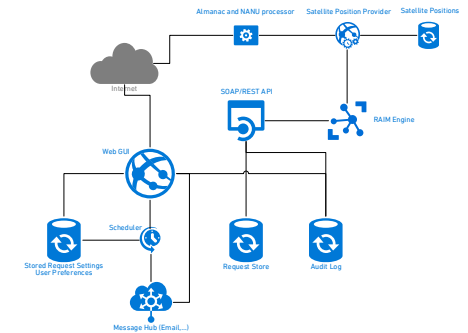 Almanac and NANU processor
Satellite Position Provider
Satellite Positions
Internet
SOAP/REST API
RAIM Engine
Web GUI
Scheduler
Stored Request Settings
User Preferences
Request Store
Audit Log
Message Hub (Email,...)